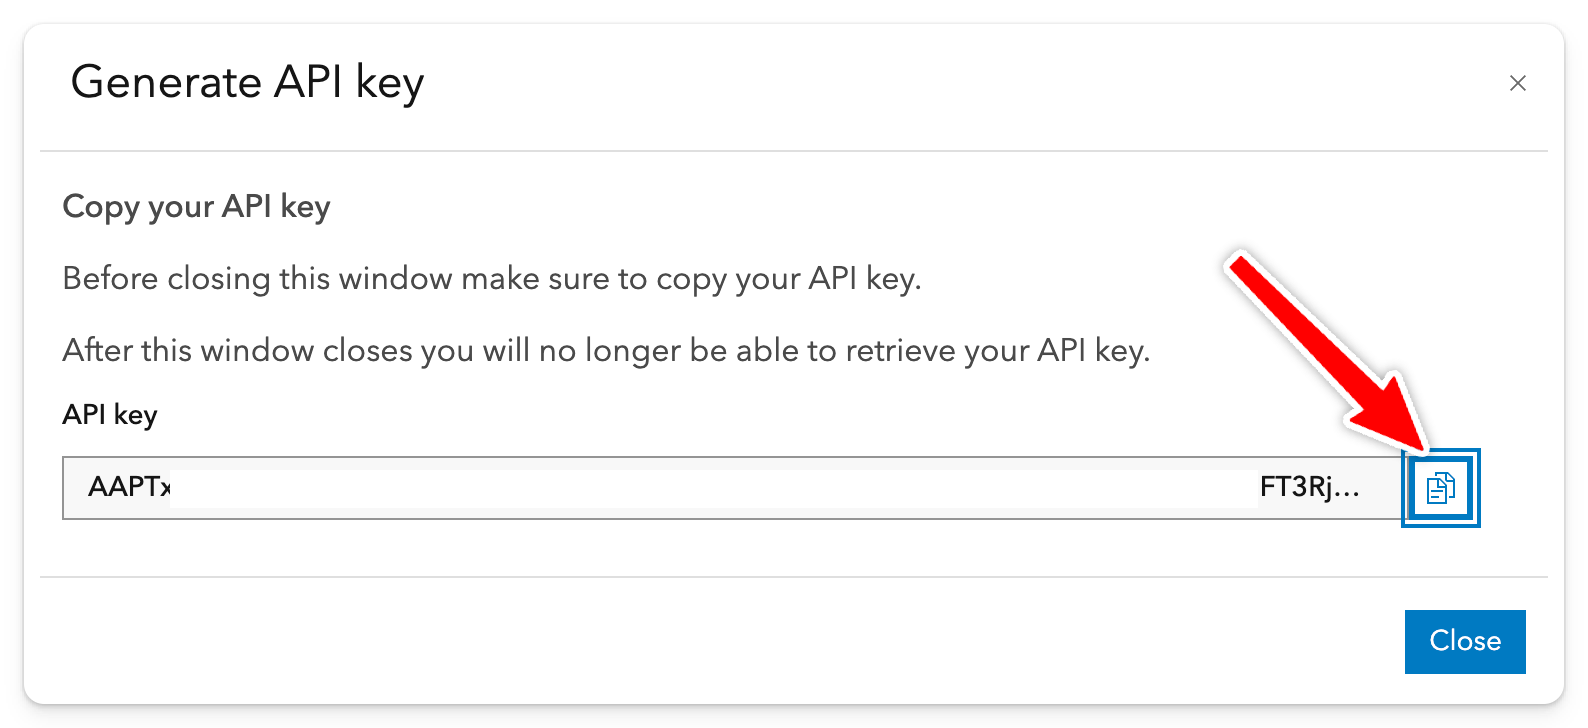 Generate API key
Copy your API key
Before closing this window make sure to copy your API key.
After this window closes you will no longer be able to retrieve your API key.
API key
AAPTx FT3Rj...
Close